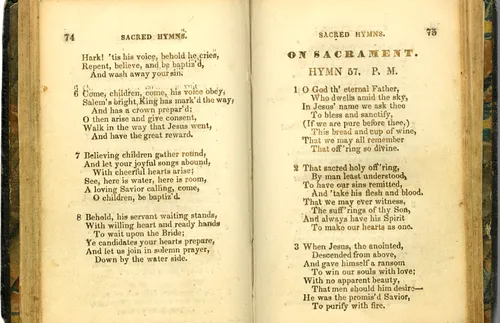 74 SACRED HYMNS.
Hark! 'tis his voice, behold he cries,
Repent, believe, and be baptiz'd,
And wash away your sin.
6 Come, children, come, his voice obey,
Salem's bright King has mark'd the way,
And has a crown prepar'd;
O then arise and give consent,
Walk in the way that Jesus went,
And have the great reward.
7 Believing children gather round,
And let your joyful songs abound,
With cheerful hearts arise;
See, here is water, here is room,
A loving Savior calling, come,
O children, be baptiz'd.
8 Behold, his servant waiting stands,
With willing heart and ready hands
To wait upon the Bride;
Ye candidates your hearts prepare,
And let us join in solemn prayer,
Down by the water side.
SACRED HYMNS. 75
ON SACRAMENT.
HYMN 57. P. M.
1 O God th' eternal Father,
Who dwells amid the sky,
In Jesus' name we ask thee
To bless and sanctify,
(If we are pure before thee,)
This bread and cup of wine,
That we may all remember
That off'ring so divine.
2 That sacred holy off'ring,
By man least understood,
To have our sins remitted,
And 'take his flesh and blood.
That we may ever witness,
The suff'rings of thy Son,
And always have his Spirit
To make our hearts as one.
3 When Jesus, the anointed,
Descended from above,
And gave himself a ransom
To win our souls with love;
With no apparent beauty,
That men should him desire—
He was the promis'd Savior,
To purify with fire.